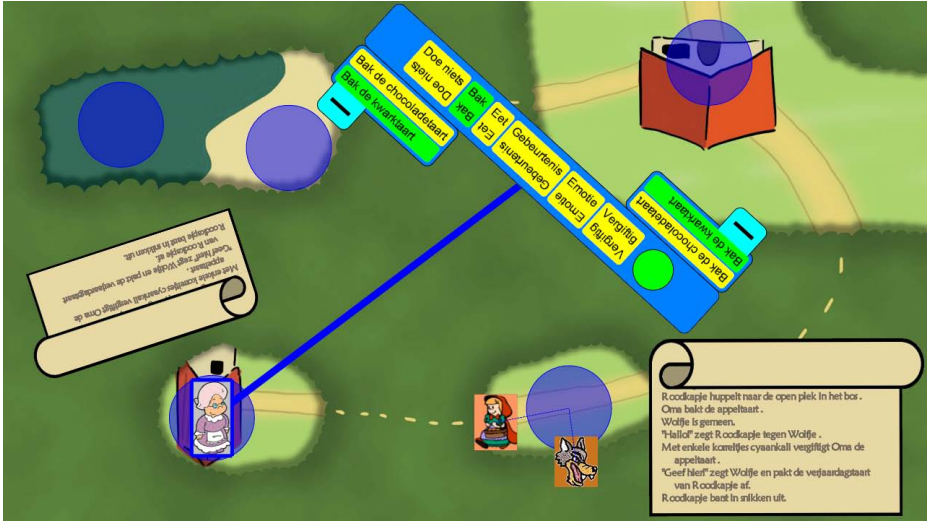 Doe niets
Doe niets
Bak
Bak
Eet
Eet
Gebeurtenis
Gebeurtenis
Emotie
Emotie
Vergiftig
Vergiftig
Bak de chocoladetaart
Bak de kwarktaart
Bak de kwarktaart
Bak de chocoladetaart
Met enkele korreltjes cyaankali vergiftigt Oma de
appeltaart .
"Geef hier!" zegt Wolfje en pakt de verjaardagstaart
van Roodkapje af.
Roodkapje barst in snikken uit.
Roodkapje huppelt naar de open plek in het bos .
Oma bakt de appeltaart .
Wolfje is gemeen.
"Hallo!" zegt Roodkapje tegen Wolfje .
Met enkele korreltjes cyaankali vergiftigt Oma de
appeltaart .
"Geef hier!" zegt Wolfje en pakt de verjaardagstaart
van Roodkapje af.
Roodkapje barst in snikken uit.